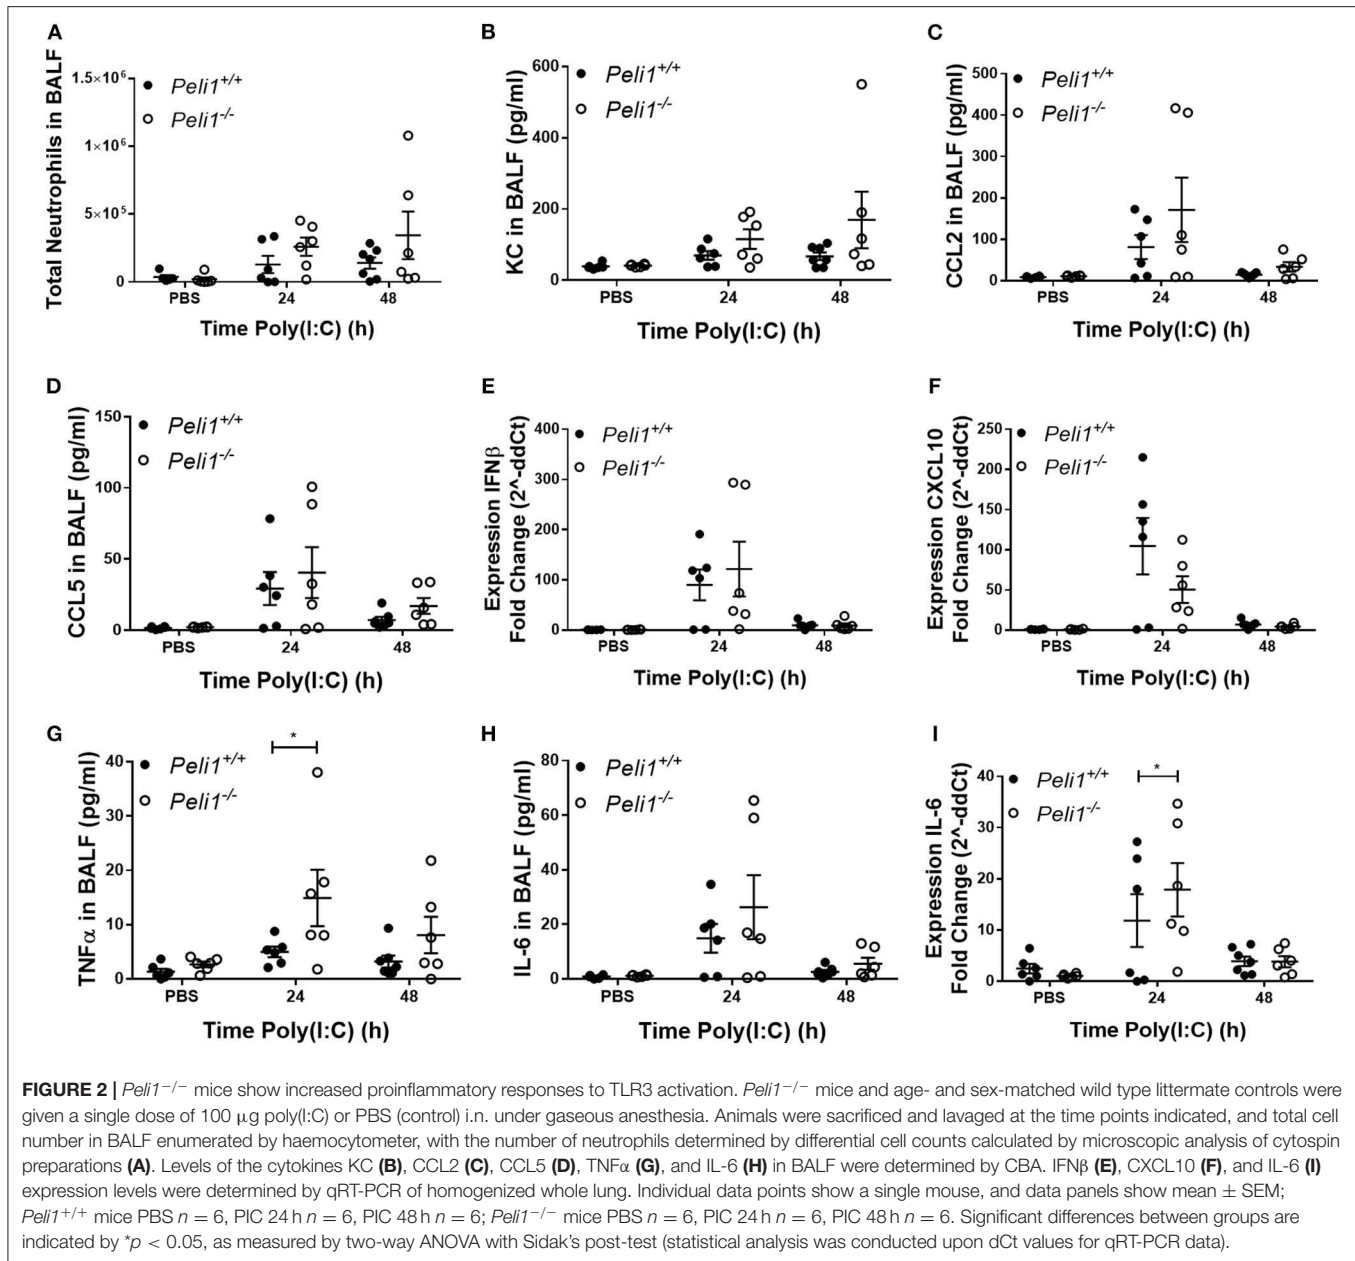 A
Total Neutrophils in BALF
1.5×10⁶
1×10⁶
5×10⁵
0
Peli1+/+
Peli1-/-
PBS
24
48
Time Poly(I:C) (h)
B
KC in BALF (pg/ml)
600
400
200
0
Peli1+/+
Peli1-/-
PBS
24
48
Time Poly(I:C) (h)
C
CCL2 in BALF (pg/ml)
500
400
300
200
100
0
Peli1+/+
Peli1-/-
PBS
24
48
Time Poly(I:C) (h)
D
CCL5 in BALF (pg/ml)
150
100
50
0
Peli1+/+
Peli1-/-
PBS
24
48
Time Poly(I:C) (h)
E
Expression IFNβ
Fold Change (2^-ddCt)
400
300
200
100
0
Peli1+/+
Peli1-/-
PBS
24
48
Time Poly(I:C) (h)
F
Expression CXCL10
Fold Change (2^-ddCt)
250
200
150
100
50
0
Peli1+/+
Peli1-/-
PBS
24
48
Time Poly(I:C) (h)
G
TNFα in BALF (pg/ml)
40
30
20
10
0
Peli1+/+
Peli1-/-
*
PBS
24
48
Time Poly(I:C) (h)
H
IL-6 in BALF (pg/ml)
80
60
40
20
0
Peli1+/+
Peli1-/-
PBS
24
48
Time Poly(I:C) (h)
I
Expression IL-6
Fold Change (2^-ddCt)
40
30
20
10
0
Peli1+/+
Peli1-/-
*
PBS
24
48
Time Poly(I:C) (h)
FIGURE 2 | Peli1−/− mice show increased proinflammatory responses to TLR3 activation. Peli1−/− mice and age- and sex-matched wild type littermate controls were
given a single dose of 100 μg poly(I:C) or PBS (control) i.n. under gaseous anesthesia. Animals were sacrificed and lavaged at the time points indicated, and total cell
number in BALF enumerated by haemocytometer, with the number of neutrophils determined by differential cell counts calculated by microscopic analysis of cytospin
preparations (A). Levels of the cytokines KC (B), CCL2 (C), CCL5 (D), TNFα (G), and IL-6 (H) in BALF were determined by CBA. IFNβ (E), CXCL10 (F), and IL-6 (I)
expression levels were determined by qRT-PCR of homogenized whole lung. Individual data points show a single mouse, and data panels show mean ± SEM;
Peli1+/+ mice PBS n = 6, PIC 24 h n = 6, PIC 48 h n = 6; Peli1−/− mice PBS n = 6, PIC 24 h n = 6, PIC 48 h n = 6. Significant differences between groups are
indicated by *p < 0.05, as measured by two-way ANOVA with Sidak's post-test (statistical analysis was conducted upon dCt values for qRT-PCR data).